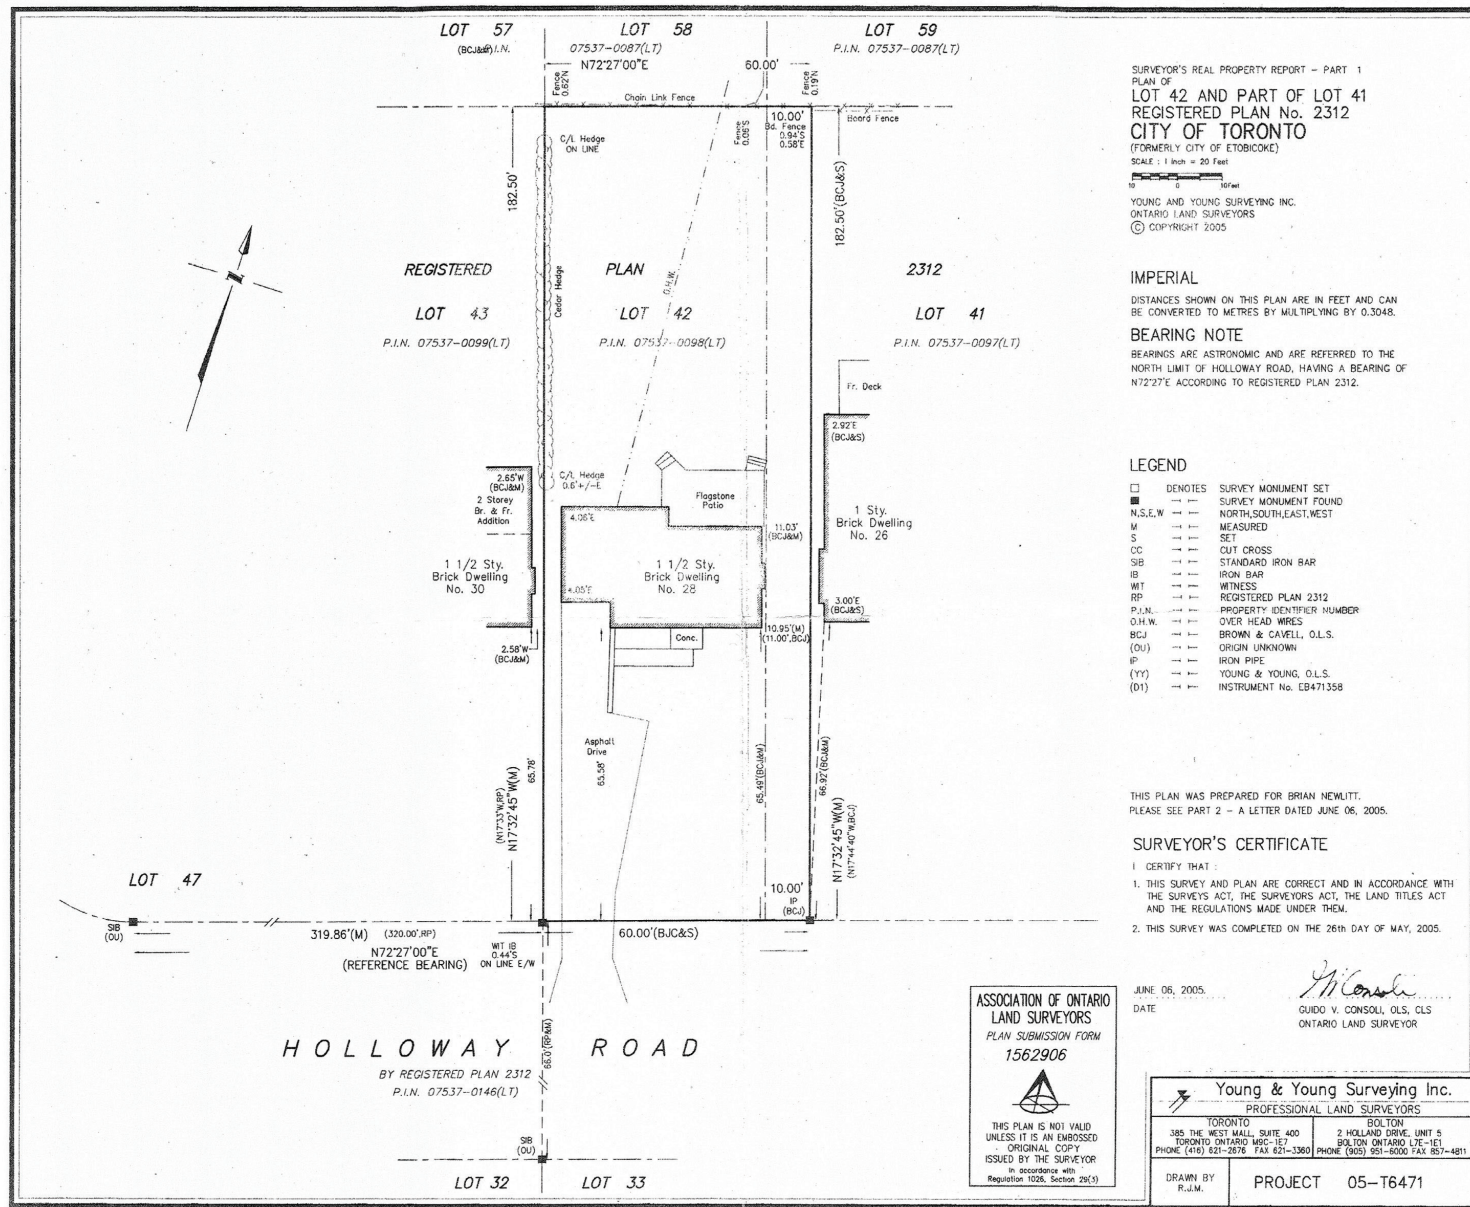 LOT 57
(BCJ&S) P.I.N.
LOT 58
07537-0087(LT)
LOT 59
P.I.N. 07537-0087(LT)
N72°27'00"E
60.00'
Fence
0.62'N
Chain Link Fence
Fence
0.19'N
Fence
0.06'S
10.00'
Bd. Fence
0.94'S
0.58'E
Board Fence
C/L Hedge
ON LINE
182.50'
182.50'(BCJ&S)
REGISTERED PLAN 2312
Cedar Hedge
O.H.W.
LOT 43
P.I.N. 07537-0099(LT)
LOT 42
P.I.N. 07537-0098(LT)
LOT 41
P.I.N. 07537-0097(LT)
Fr. Deck
2.92'E
(BCJ&S)
2.65'W
(BCJ&M)
2 Storey
Br. & Fr.
Addition
C/L Hedge
0.6'+/-E
Flagstone
Patio
4.06'E
11.03'
(BCJ&M)
1 Sty.
Brick Dwelling
No. 26
1 1/2 Sty.
Brick Dwelling
No. 30
1 1/2 Sty.
Brick Dwelling
No. 28
4.05'E
3.00'E
(BCJ&S)
2.58'W
(BCJ&M)
Conc.
10.95'(M)
(11.00',BCJ)
Asphalt
Drive
65.78'
65.58'
65.49'(BCJ&M)
66.92'(BCJ&M)
(N17°33'W,RP)
N17°32'45"W(M)
N17°32'45"W(M)
(N17°44'40"W,BCJ)
LOT 47
10.00'
IP
(BCJ)
SIB
(OU)
319.86'(M) (320.00',RP)
N72°27'00"E
(REFERENCE BEARING)
WIT IB
0.44'S
ON LINE E/W
60.00'(BJC&S)
HOLLOWAY ROAD
BY REGISTERED PLAN 2312
P.I.N. 07537-0146(LT)
66.0'(RP&M)
SIB
(OU)
LOT 32
LOT 33
N
SURVEYOR'S REAL PROPERTY REPORT - PART 1
PLAN OF
LOT 42 AND PART OF LOT 41
REGISTERED PLAN No. 2312
CITY OF TORONTO
(FORMERLY CITY OF ETOBICOKE)
SCALE : 1 inch = 20 Feet
10 0 10Feet
YOUNG AND YOUNG SURVEYING INC.
ONTARIO LAND SURVEYORS
© COPYRIGHT 2005
IMPERIAL
DISTANCES SHOWN ON THIS PLAN ARE IN FEET AND CAN
BE CONVERTED TO METRES BY MULTIPLYING BY 0.3048.
BEARING NOTE
BEARINGS ARE ASTRONOMIC AND ARE REFERRED TO THE
NORTH LIMIT OF HOLLOWAY ROAD, HAVING A BEARING OF
N72°27'E ACCORDING TO REGISTERED PLAN 2312.
LEGEND
DENOTES SURVEY MONUMENT SET
SURVEY MONUMENT FOUND
N,S,E,W NORTH,SOUTH,EAST,WEST
M MEASURED
S SET
CC CUT CROSS
SIB STANDARD IRON BAR
IB IRON BAR
WIT WITNESS
RP REGISTERED PLAN 2312
P.I.N. PROPERTY IDENTIFIER NUMBER
O.H.W. OVER HEAD WIRES
BCJ BROWN & CAVELL, O.L.S.
(OU) ORIGIN UNKNOWN
IP IRON PIPE
(YY) YOUNG & YOUNG, O.L.S.
(D1) INSTRUMENT No. EB471358
THIS PLAN WAS PREPARED FOR BRIAN NEWLITT.
PLEASE SEE PART 2 - A LETTER DATED JUNE 06, 2005.
SURVEYOR'S CERTIFICATE
I CERTIFY THAT :
1. THIS SURVEY AND PLAN ARE CORRECT AND IN ACCORDANCE WITH
THE SURVEYS ACT, THE SURVEYORS ACT, THE LAND TITLES ACT
AND THE REGULATIONS MADE UNDER THEM.
2. THIS SURVEY WAS COMPLETED ON THE 26th DAY OF MAY, 2005.
JUNE 06, 2005.
DATE
GUIDO V. CONSOLI, OLS, CLS
ONTARIO LAND SURVEYOR
ASSOCIATION OF ONTARIO
LAND SURVEYORS
PLAN SUBMISSION FORM
1562906
THIS PLAN IS NOT VALID
UNLESS IT IS AN EMBOSSED
ORIGINAL COPY
ISSUED BY THE SURVEYOR
In accordance with
Regulation 1026, Section 29(3)
Young & Young Surveying Inc.
PROFESSIONAL LAND SURVEYORS
TORONTO
385 THE WEST MALL, SUITE 400
TORONTO ONTARIO M9C-1E7
PHONE (416) 621-2676 FAX 621-3360
BOLTON
2 HOLLAND DRIVE, UNIT 5
BOLTON ONTARIO L7E-1E1
PHONE (905) 951-6000 FAX 857-4811
DRAWN BY
R.J.M.
PROJECT 05-T6471